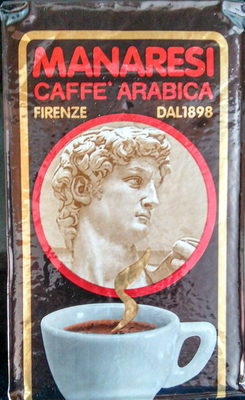 MANARESI
CAFFE' ARABICA
FIRENZE DAL1898